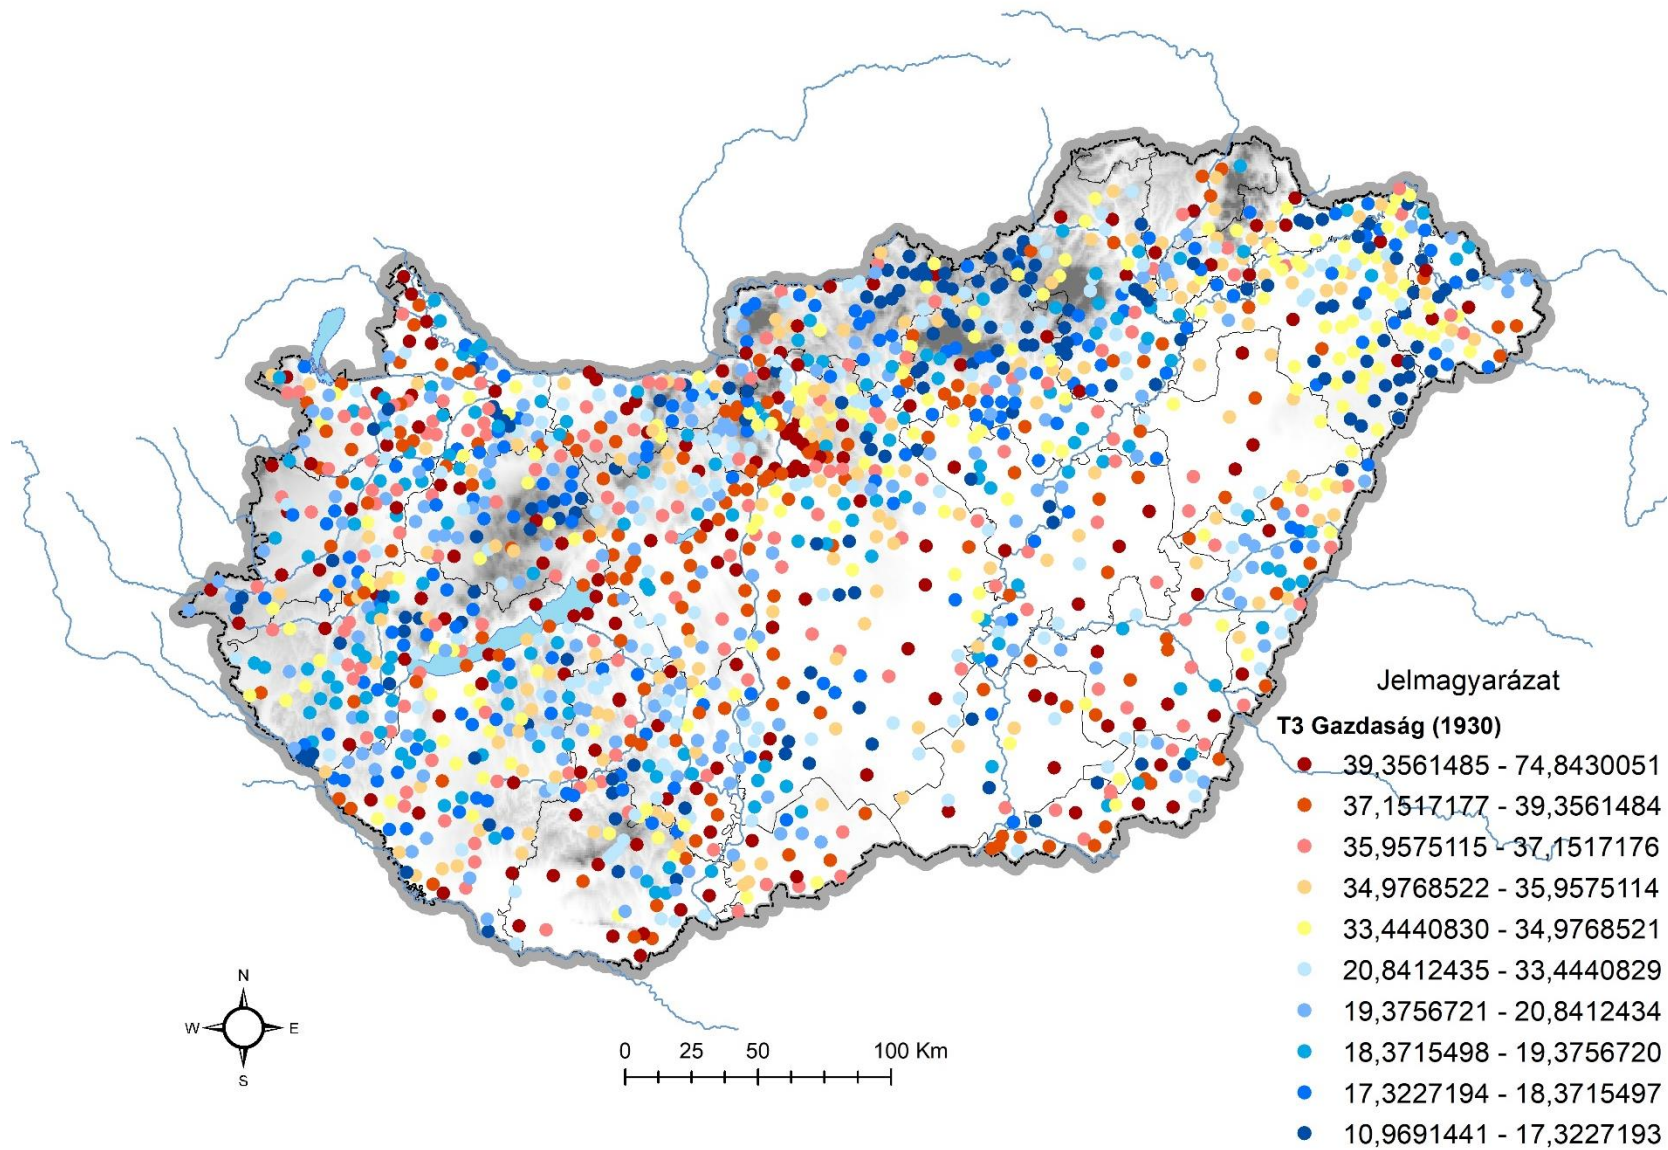 Jelmagyarázat
T3 Gazdaság (1930)
39,3561485 - 74,8430051
37,1517177 - 39,3561484
35,9575115 - 37,1517176
34,9768522 - 35,9575114
33,4440830 - 34,9768521
20,8412435 - 33,4440829
19,3756721 - 20,8412434
18,3715498 - 19,3756720
17,3227194 - 18,3715497
10,9691441 - 17,3227193
N
W E
S
0 25 50 100 Km